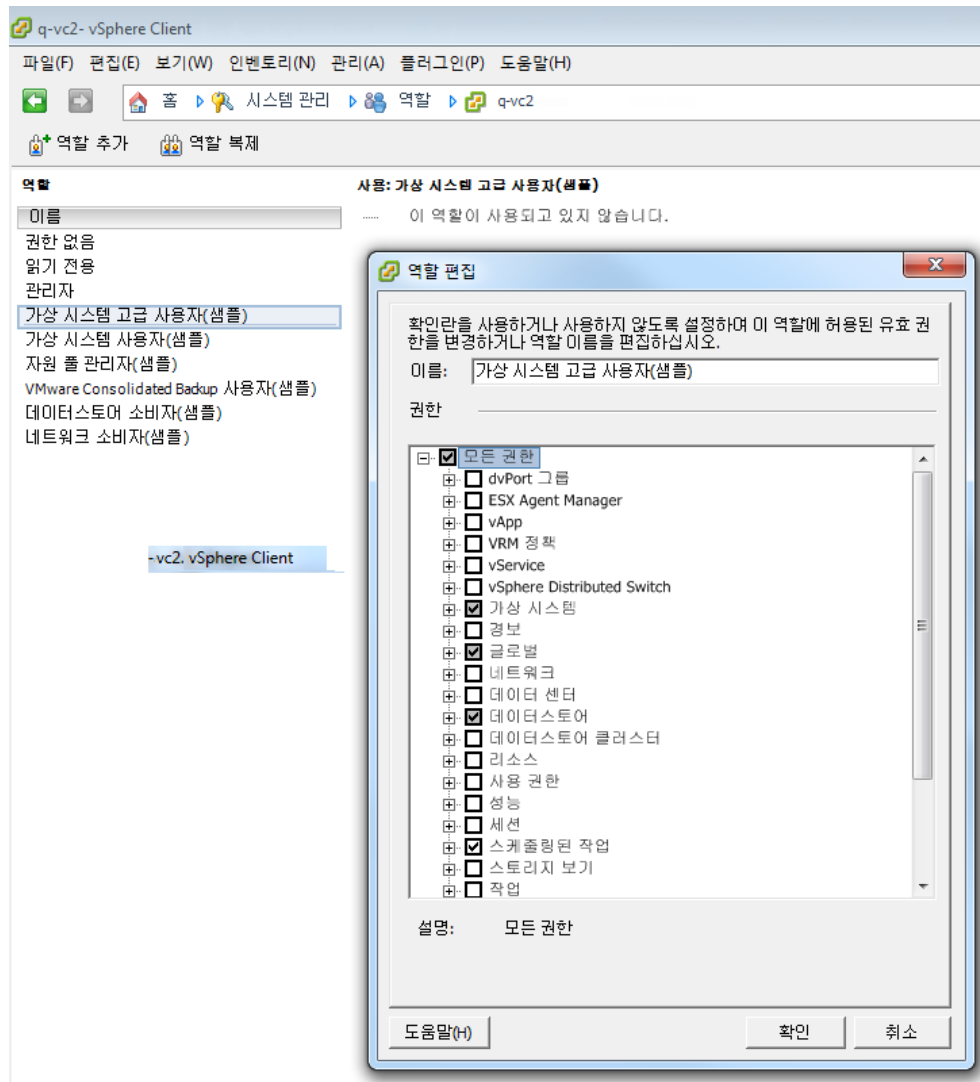 q-vc2- vSphere Client
파일(F) 편집(E) 보기(W) 인벤토리(N) 관리(A) 플러그인(P) 도움말(H)
홈 시스템 관리 역할 q-vc2
역할 추가 역할 복제
역할
이름
권한 없음
읽기 전용
관리자
가상 시스템 고급 사용자(샘플)
가상 시스템 사용자(샘플)
자원 풀 관리자(샘플)
VMware Consolidated Backup 사용자(샘플)
데이터스토어 소비자(샘플)
네트워크 소비자(샘플)
-vc2. vSphere Client
사용: 가상 시스템 고급 사용자(샘플)
이 역할이 사용되고 있지 않습니다.
역할 편집
확인란을 사용하거나 사용하지 않도록 설정하여 이 역할에 허용된 유효 권
한을 변경하거나 역할 이름을 편집하십시오.
이름: 가상 시스템 고급 사용자(샘플)
권한
모든 권한
dvPort 그룹
ESX Agent Manager
vApp
VRM 정책
vService
vSphere Distributed Switch
가상 시스템
경보
글로벌
네트워크
데이터 센터
데이터스토어
데이터스토어 클러스터
리소스
사용 권한
성능
세션
스케줄링된 작업
스토리지 보기
작업
설명: 모든 권한
도움말(H) 확인 취소